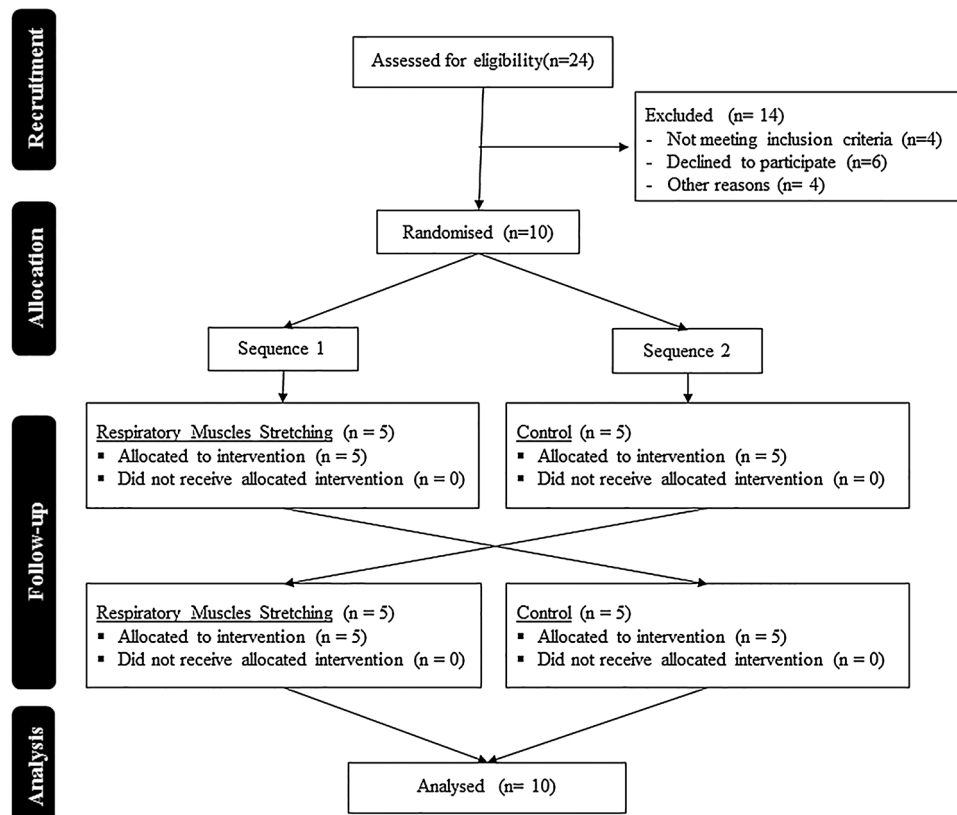 Recruitment
Assessed for eligibility(n=24)
Excluded (n= 14)
- Not meeting inclusion criteria (n=4)
- Declined to participate (n=6)
- Other reasons (n= 4)
Allocation
Randomised (n=10)
Sequence 1
Sequence 2
Follow-up
Respiratory Muscles Stretching (n = 5)
▪ Allocated to intervention (n = 5)
▪ Did not receive allocated intervention (n = 0)
Control (n = 5)
▪ Allocated to intervention (n = 5)
▪ Did not receive allocated intervention (n = 0)
Respiratory Muscles Stretching (n = 5)
▪ Allocated to intervention (n = 5)
▪ Did not receive allocated intervention (n = 0)
Control (n = 5)
▪ Allocated to intervention (n = 5)
▪ Did not receive allocated intervention (n = 0)
Analysis
Analysed (n= 10)